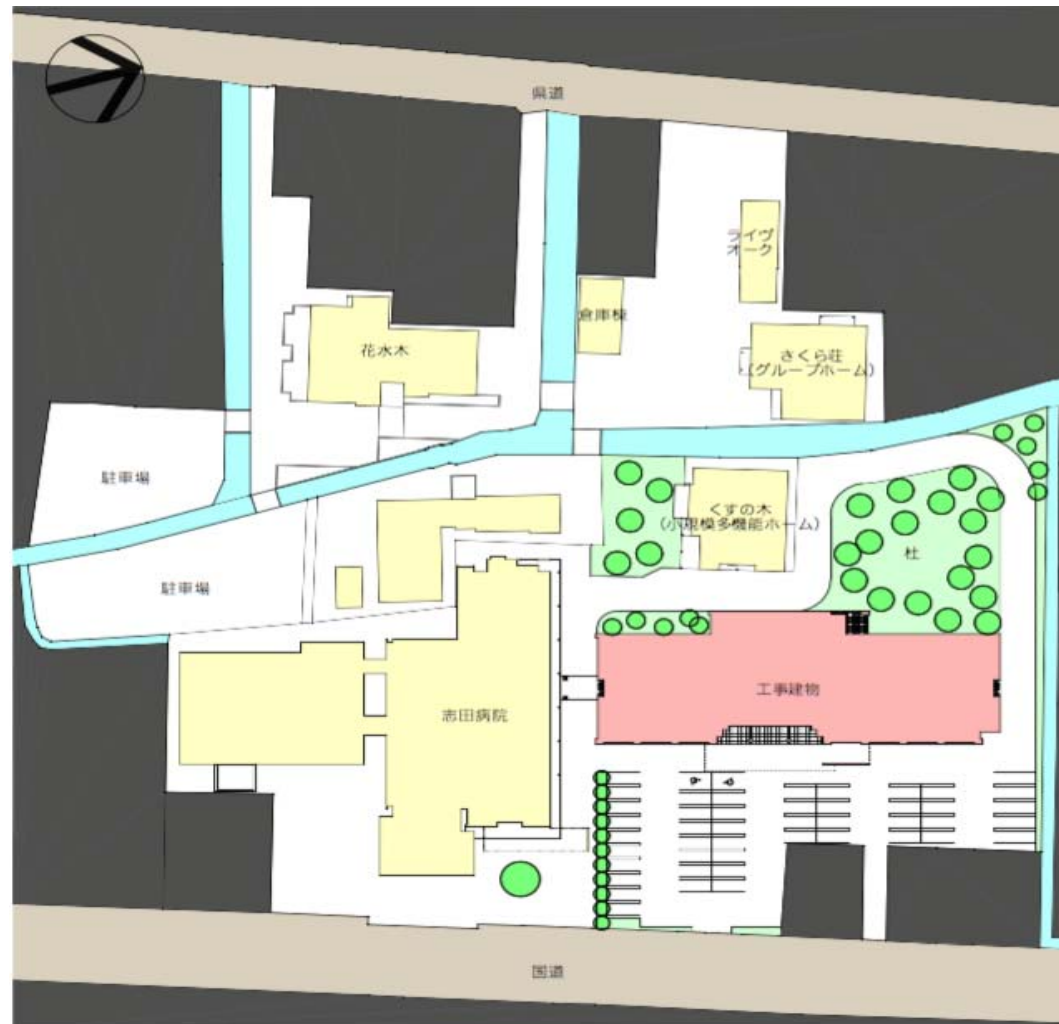 県道
ライヴ
オーク
倉庫棟
花水木
さくら荘
(グループホーム)
駐車場
くすの木
(小規模多機能ホーム)
杜
駐車場
工事建物
志田病院
国道